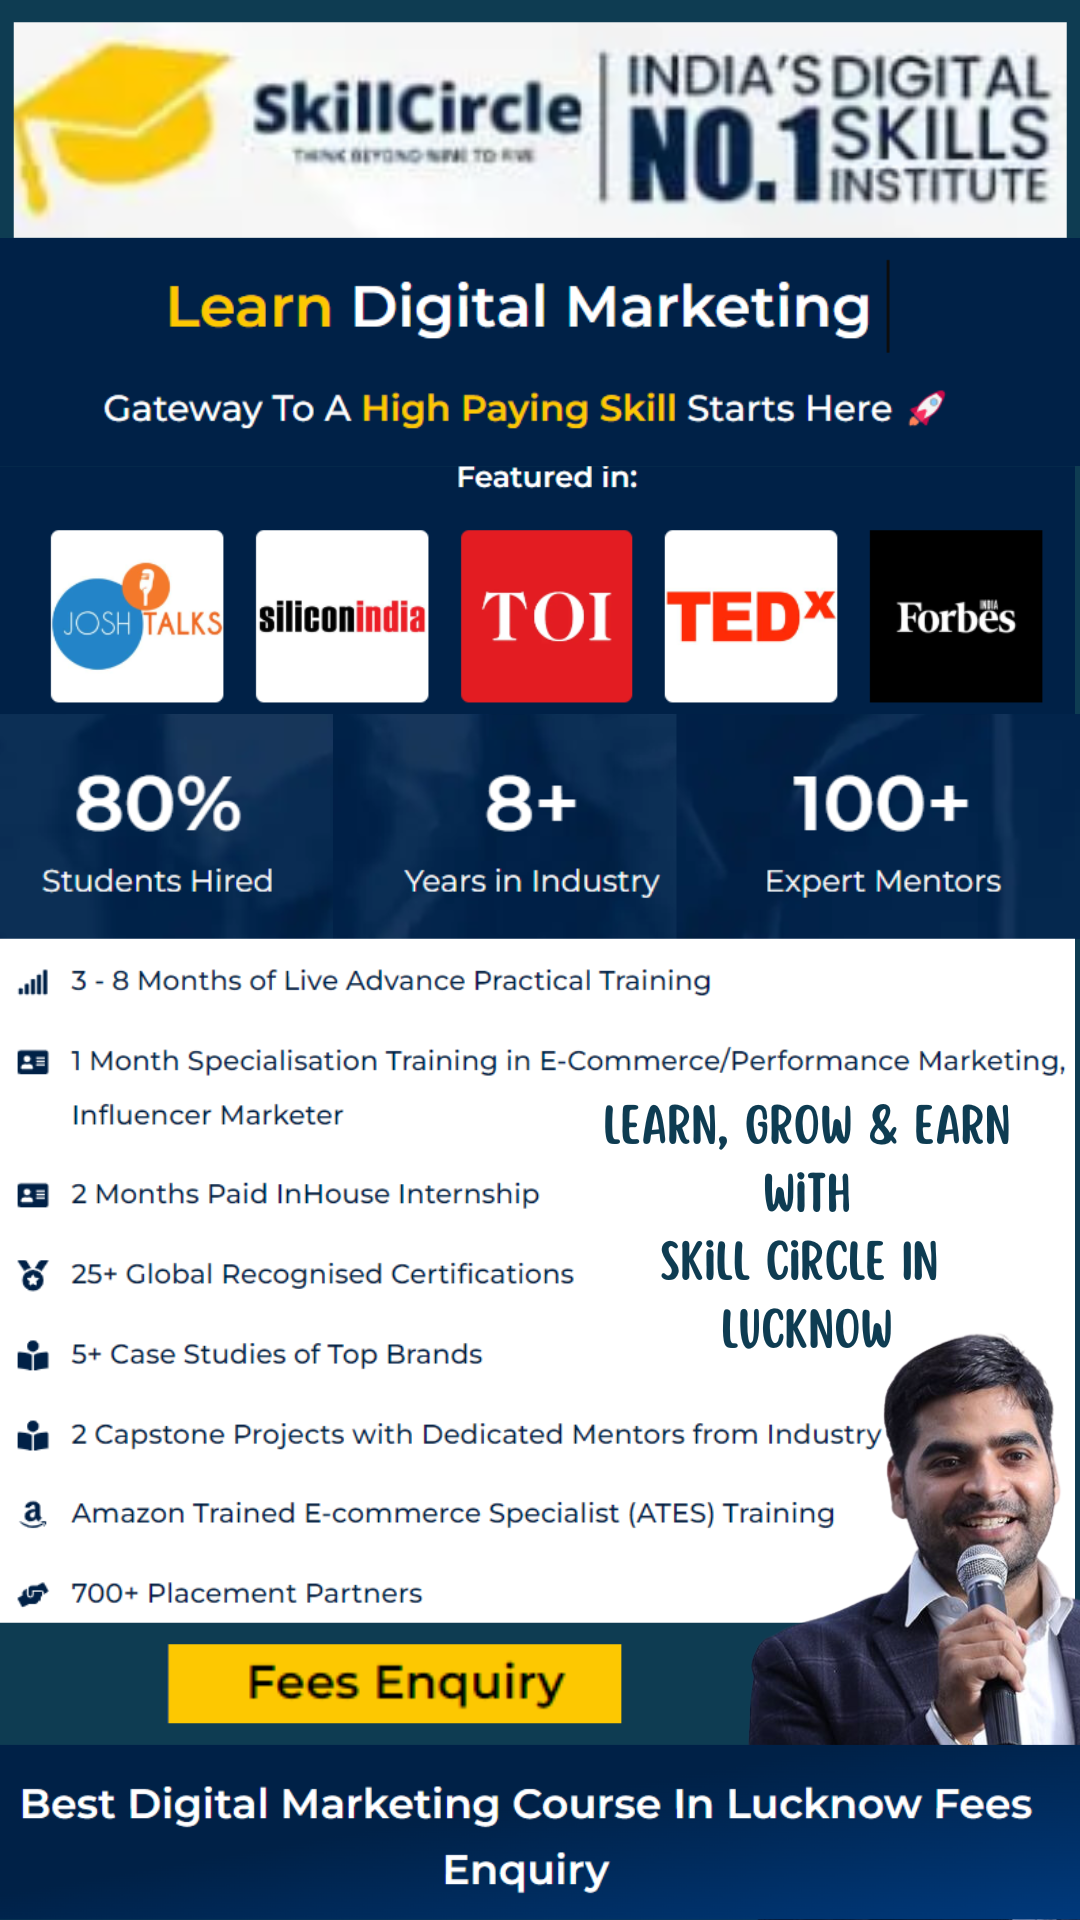 SkillCircle
THINK BEYOND NINE TO FIVE
INDIA'S DIGITAL
NO.1 SKILLS
INSTITUTE
Learn Digital Marketing
Gateway To A High Paying Skill Starts Here 🚀
Featured in:
JOSH TALKS
siliconindia
TOI
TEDx
Forbes
INDIA
80%
Students Hired
8+
Years in Industry
100+
Expert Mentors
3 - 8 Months of Live Advance Practical Training
1 Month Specialisation Training in E-Commerce/Performance Marketing,
Influencer Marketer
LEARN, GROW & EARN
WiTH
SKiLL CiRCLE IN
LUCKNOW
2 Months Paid InHouse Internship
25+ Global Recognised Certifications
5+ Case Studies of Top Brands
2 Capstone Projects with Dedicated Mentors from Industry
Amazon Trained E-commerce Specialist (ATES) Training
700+ Placement Partners
Fees Enquiry
Best Digital Marketing Course In Lucknow Fees
Enquiry